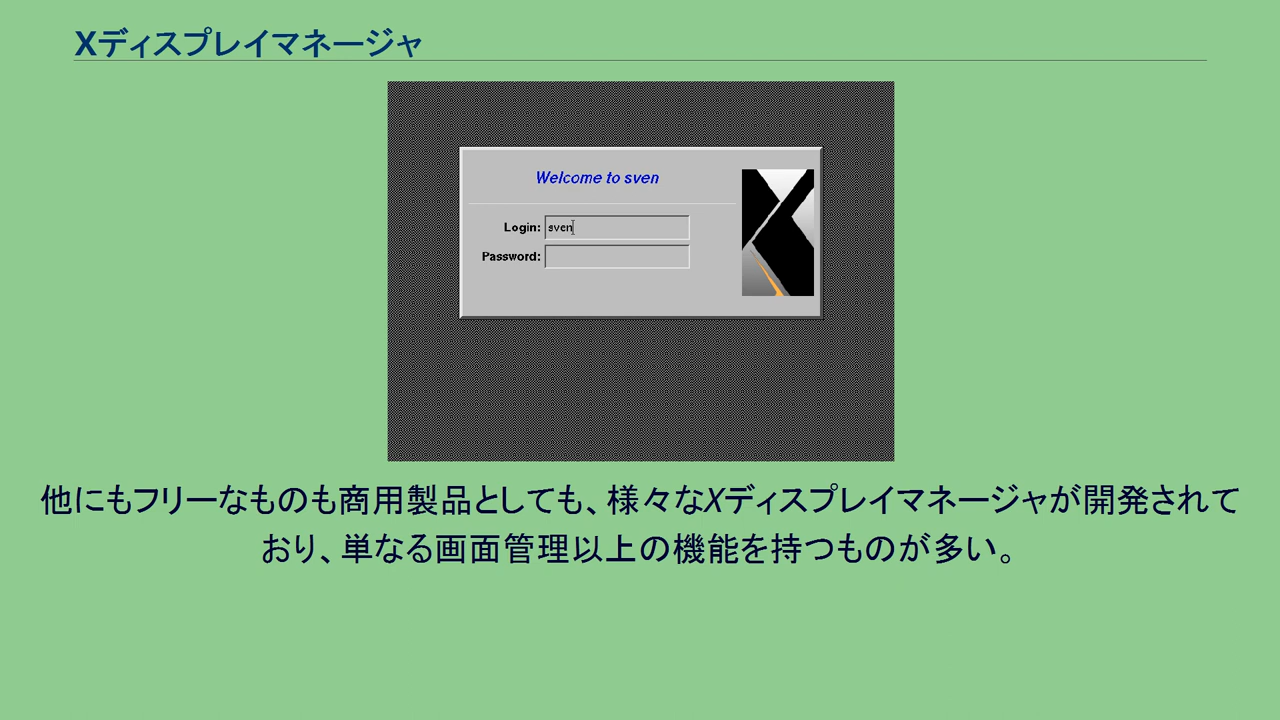 Xディスプレイマネージャ
Welcome to sven
Login: sven
Password:
他にもフリーなものも商用製品としても、様々なXディスプレイマネージャが開発されて
おり、単なる画面管理以上の機能を持つものが多い。